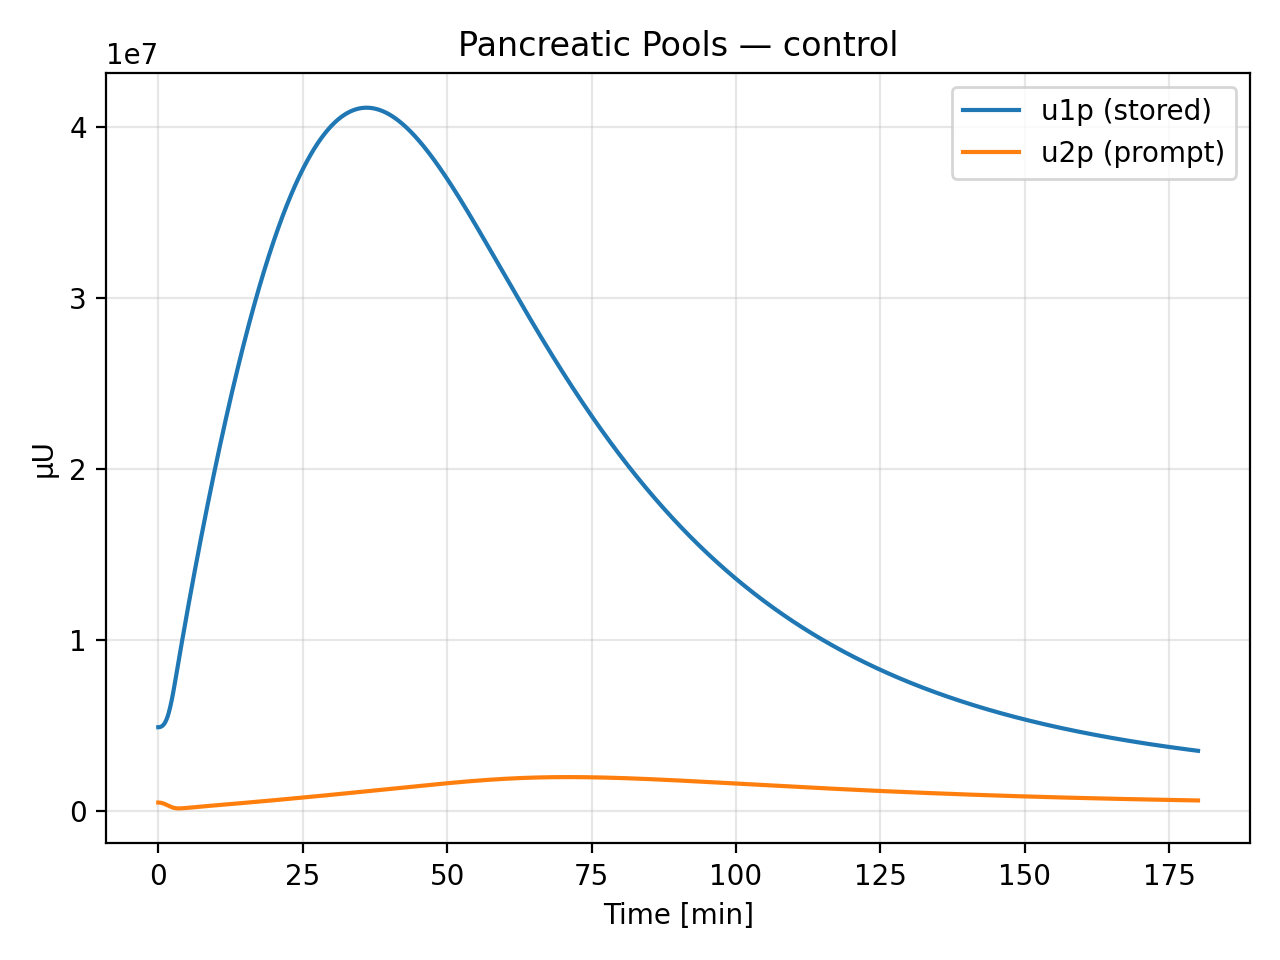 Pancreatic Pools — control
1e7
u1p (stored)
u2p (prompt)
4
3
2
1
0
µU
0 25 50 75 100 125 150 175
Time [min]